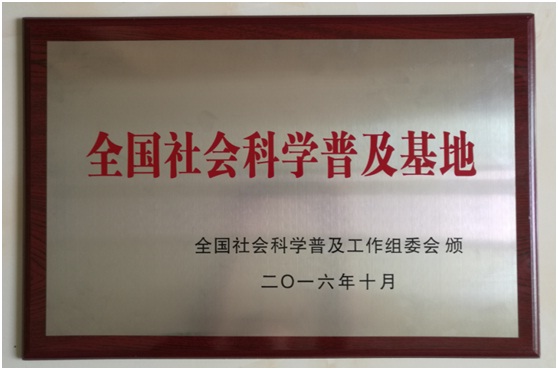 全国社会科学普及基地
全国社会科学普及工作组委会 颁
二〇一六年十月